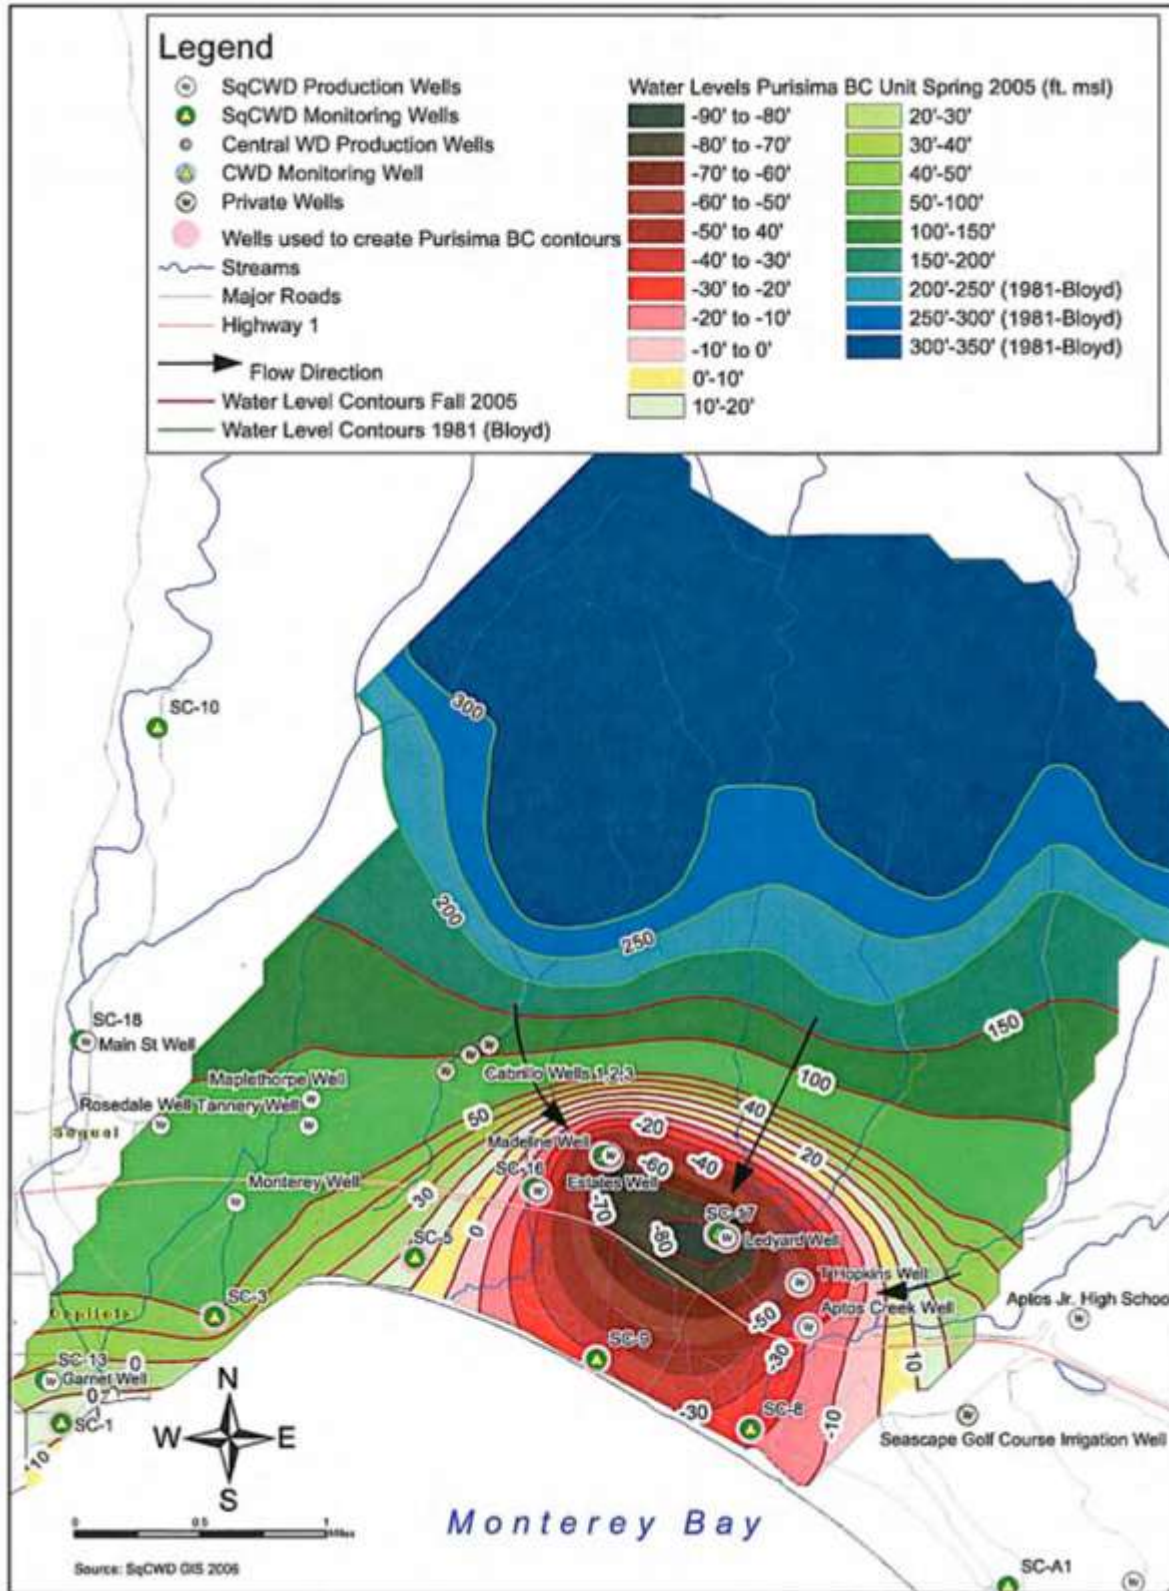 Legend
SqCWD Production Wells
SqCWD Monitoring Wells
Central WD Production Wells
CWD Monitoring Well
Private Wells
Wells used to create Purisima BC contours
Streams
Major Roads
Highway 1
Flow Direction
Water Level Contours Fall 2005
Water Level Contours 1981 (Bloyd)
Water Levels Purisima BC Unit Spring 2005 (ft. msl)
-90' to -80'
-80' to -70'
-70' to -60'
-60' to -50'
-50' to 40'
-40' to -30'
-30' to -20'
-20' to -10'
-10' to 0'
0'-10'
10'-20'
20'-30'
30'-40'
40'-50'
50'-100'
100'-150'
150'-200'
200'-250' (1981-Bloyd)
250'-300' (1981-Bloyd)
300'-350' (1981-Bloyd)
SC-10
300
200
250
150
SC-18
Main St Well
Cabrillo Wells 1,2,3
100
Maplethorpe Well
Rosedale Well Tannery Well
50
40
-20
20
Soquel
Madeline Well
-60
-40
SC-16
Estates Well
Monterey Well
30
-70
0
SC-17
-80
Ledyard Well
SC-5
T Hopkins Well
SC-3
Capitola
Aptos Creek Well
Aptos Jr. High School
-50
SC-9
-30
10
SC-13
0
Garnet Well
0
SC-1
-30
SC-8
-10
Seascape Golf Course Irrigation Well
10
N
W
E
S
Monterey Bay
0
0.5
1
Miles
Source: SqCWD GIS 2006
SC-A1